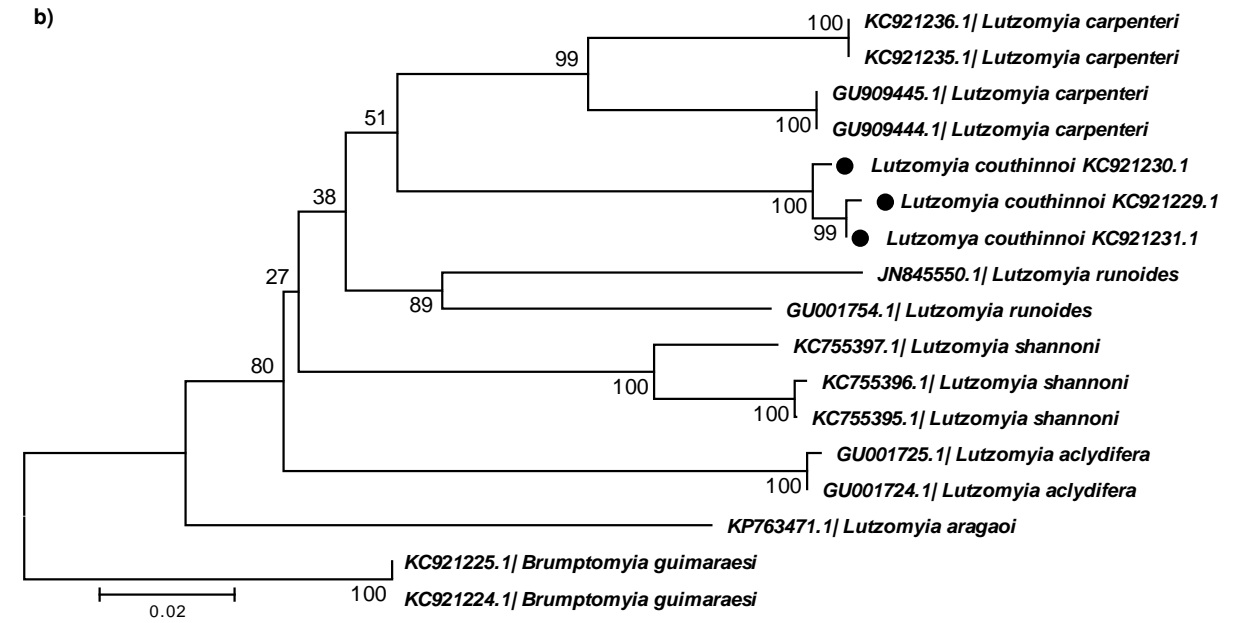 b)
100
KC921236.1| Lutzomyia carpenteri
99
KC921235.1| Lutzomyia carpenteri
GU909445.1| Lutzomyia carpenteri
51
100
GU909444.1| Lutzomyia carpenteri
Lutzomyia couthinnoi KC921230.1
38
100
Lutzomyia couthinnoi KC921229.1
99
Lutzomya couthinnoi KC921231.1
27
JN845550.1| Lutzomyia runoides
89
GU001754.1| Lutzomyia runoides
KC755397.1| Lutzomyia shannoni
80
100
KC755396.1| Lutzomyia shannoni
100
KC755395.1| Lutzomyia shannoni
GU001725.1| Lutzomyia aclydifera
100
GU001724.1| Lutzomyia aclydifera
KP763471.1| Lutzomyia aragaoi
KC921225.1| Brumptomyia guimaraesi
100
KC921224.1| Brumptomyia guimaraesi
0.02